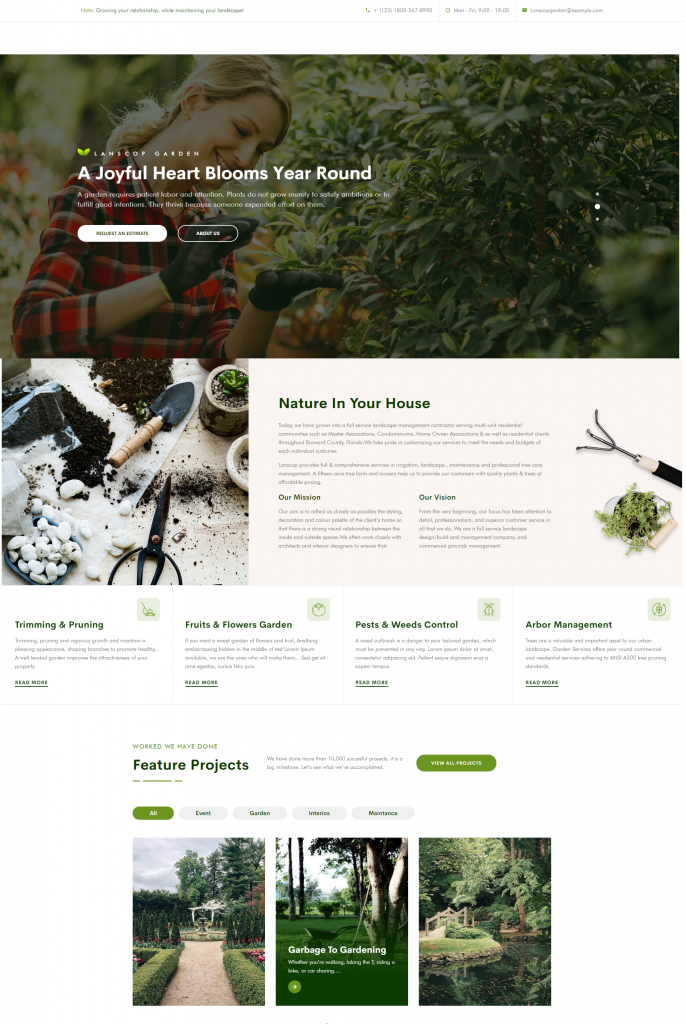 Note: Growing your relationship, while maintaining your landscape!
+ (123) 1800-567-8990
Mon - Fri: 9:00 - 19:00
Lanscopgarden@example.com
LANSCOP GARDEN
A Joyful Heart Blooms Year Round
A garden requires patient labor and attention. Plants do not grow merely to satisfy ambitions or to
fulfill good intentions. They thrive because someone expended effort on them.
REQUEST AN ESTIMATE
ABOUT US
Nature In Your House
Today, we have grown into a full service landscape management contractor serving multi-unit residential
communities such as Master Associations, Condominiums, Home Owner Associations & as well as residential clients
throughout Broward County, Florida.We take pride in customizing our services to meet the needs and budgets of
each individual customer.
Lanscop provides full & comprehensive services in irrigation, landscape , maintenance and professional tree care
management. A fifteen-acre tree farm and nursery help us to provide our customers with quality plants & trees at
affordable pricing.
Our Mission
Our aim is to reflect as closely as possible the styling,
decoration and colour palette of the client's home so
that there is a strong visual relationship between the
inside and outside spaces.We often work closely with
architects and interior designers to ensure that.
Our Vision
From the very beginning, our focus has been attention to
detail, professionalism, and superior customer service in
all that we do. We are a full service landscape
design/build and management company, and
commercial grounds management.
Trimming & Pruning
Trimming, pruning and vigorous growth and maintain a
pleasing appearance, shaping branches to promote healthy, .
A well-tended garden improves the attractiveness of your
property
READ MORE
Fruits & Flowers Garden
If you want a sweet garden of flowers and fruit, Anything
embarrassing hidden in the middle of text Lorem Ipsum
available, we are the ones who will make them, . Sed get at
ame egestas, cursus felis quis.
READ MORE
Pests & Weeds Control
A weed outbreak is a danger to your beloved garden, which
must be prevented in any way. Lorem ipsum dolor sit amet,
consectetur adipiscing elit. Pellent seque dignissim eros a
sapien tempus.
READ MORE
Arbor Management
Trees are a valuable and important asset to our urban
landscape. Garden Services offers year round commercial
and residential services adhering to ANSI A300 tree pruning
standards.
READ MORE
WORKED WE HAVE DONE
Feature Projects
We have done more than 10,000 succesful projects, it is a
big milestone. Let's see what we've accomplished.
VIEW ALL PROJECTS
All
Event
Garden
Interios
Maintance
Garbage To Gardening
Whether you're walking, taking the T, riding a
bike, or car sharing....